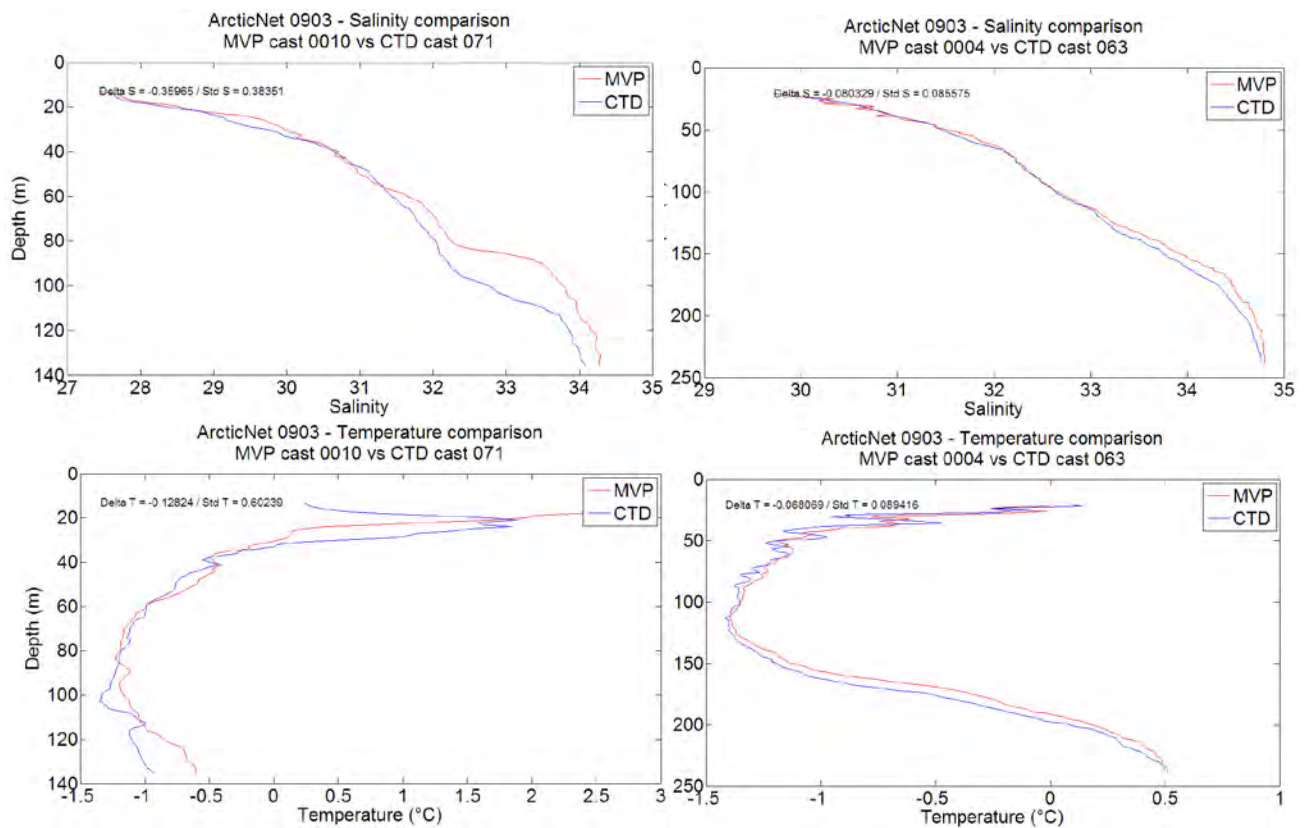 ArcticNet 0903 - Salinity comparison
MVP cast 0010 vs CTD cast 071
Delta S = -0.35965 / Std S = 0.38351
MVP
CTD
0
20
40
60
80
100
120
140
Depth (m)
27 28 29 30 31 32 33 34 35
Salinity
ArcticNet 0903 - Salinity comparison
MVP cast 0004 vs CTD cast 063
Delta S = -0.080329 / Std S = 0.085575
MVP
CTD
0
50
100
150
200
250
29 30 31 32 33 34 35
Salinity
ArcticNet 0903 - Temperature comparison
MVP cast 0010 vs CTD cast 071
Delta T = -0.12824 / Std T = 0.60239
MVP
CTD
0
20
40
60
80
100
120
140
Depth (m)
-1.5 -1 -0.5 0 0.5 1 1.5 2 2.5 3
Temperature (°C)
ArcticNet 0903 - Temperature comparison
MVP cast 0004 vs CTD cast 063
Delta T = -0.068069 / Std T = 0.089416
MVP
CTD
0
50
100
150
200
250
-1.5 -1 -0.5 0 0.5 1
Temperature (°C)